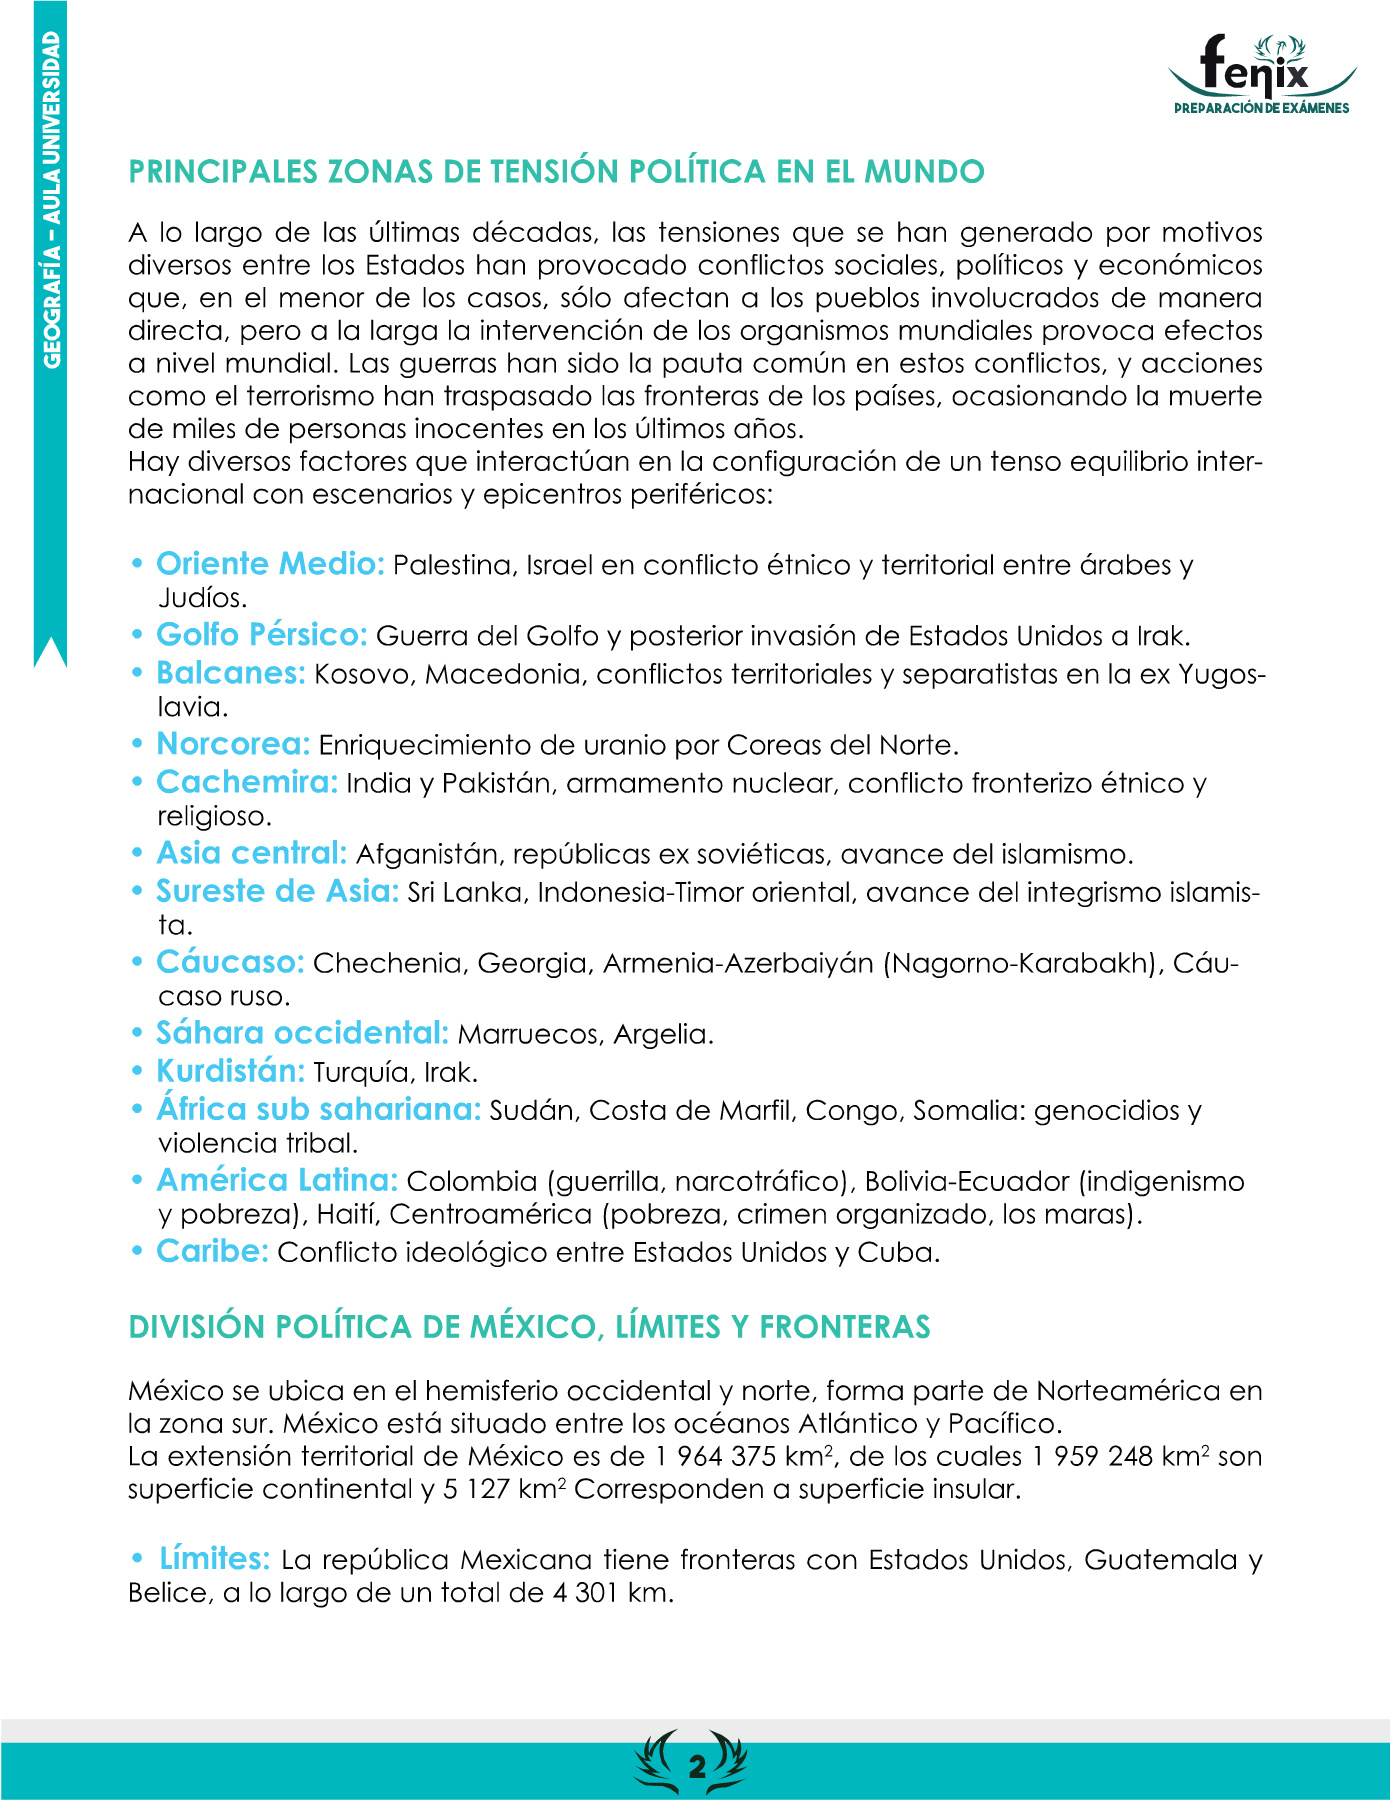 GEOGRAFÍA – AULA UNIVERSIDAD
fenix
PREPARACIÓN DE EXÁMENES
PRINCIPALES ZONAS DE TENSIÓN POLÍTICA EN EL MUNDO
A lo largo de las últimas décadas, las tensiones que se han generado por motivos
diversos entre los Estados han provocado conflictos sociales, políticos y económicos
que, en el menor de los casos, sólo afectan a los pueblos involucrados de manera
directa, pero a la larga la intervención de los organismos mundiales provoca efectos
a nivel mundial. Las guerras han sido la pauta común en estos conflictos, y acciones
como el terrorismo han traspasado las fronteras de los países, ocasionando la muerte
de miles de personas inocentes en los últimos años.
Hay diversos factores que interactúan en la configuración de un tenso equilibrio inter-
nacional con escenarios y epicentros periféricos:
• Oriente Medio: Palestina, Israel en conflicto étnico y territorial entre árabes y
Judíos.
• Golfo Pérsico: Guerra del Golfo y posterior invasión de Estados Unidos a Irak.
• Balcanes: Kosovo, Macedonia, conflictos territoriales y separatistas en la ex Yugos-
lavia.
• Norcorea: Enriquecimiento de uranio por Coreas del Norte.
• Cachemira: India y Pakistán, armamento nuclear, conflicto fronterizo étnico y
religioso.
• Asia central: Afganistán, repúblicas ex soviéticas, avance del islamismo.
• Sureste de Asia: Sri Lanka, Indonesia-Timor oriental, avance del integrismo islamis-
ta.
• Cáucaso: Chechenia, Georgia, Armenia-Azerbaiyán (Nagorno-Karabakh), Cáu-
caso ruso.
• Sáhara occidental: Marruecos, Argelia.
• Kurdistán: Turquía, Irak.
• África sub sahariana: Sudán, Costa de Marfil, Congo, Somalia: genocidios y
violencia tribal.
• América Latina: Colombia (guerrilla, narcotráfico), Bolivia-Ecuador (indigenismo
y pobreza), Haití, Centroamérica (pobreza, crimen organizado, los maras).
• Caribe: Conflicto ideológico entre Estados Unidos y Cuba.
DIVISIÓN POLÍTICA DE MÉXICO, LÍMITES Y FRONTERAS
México se ubica en el hemisferio occidental y norte, forma parte de Norteamérica en
la zona sur. México está situado entre los océanos Atlántico y Pacífico.
La extensión territorial de México es de 1 964 375 km², de los cuales 1 959 248 km² son
superficie continental y 5 127 km² Corresponden a superficie insular.
• Límites: La república Mexicana tiene fronteras con Estados Unidos, Guatemala y
Belice, a lo largo de un total de 4 301 km.
2